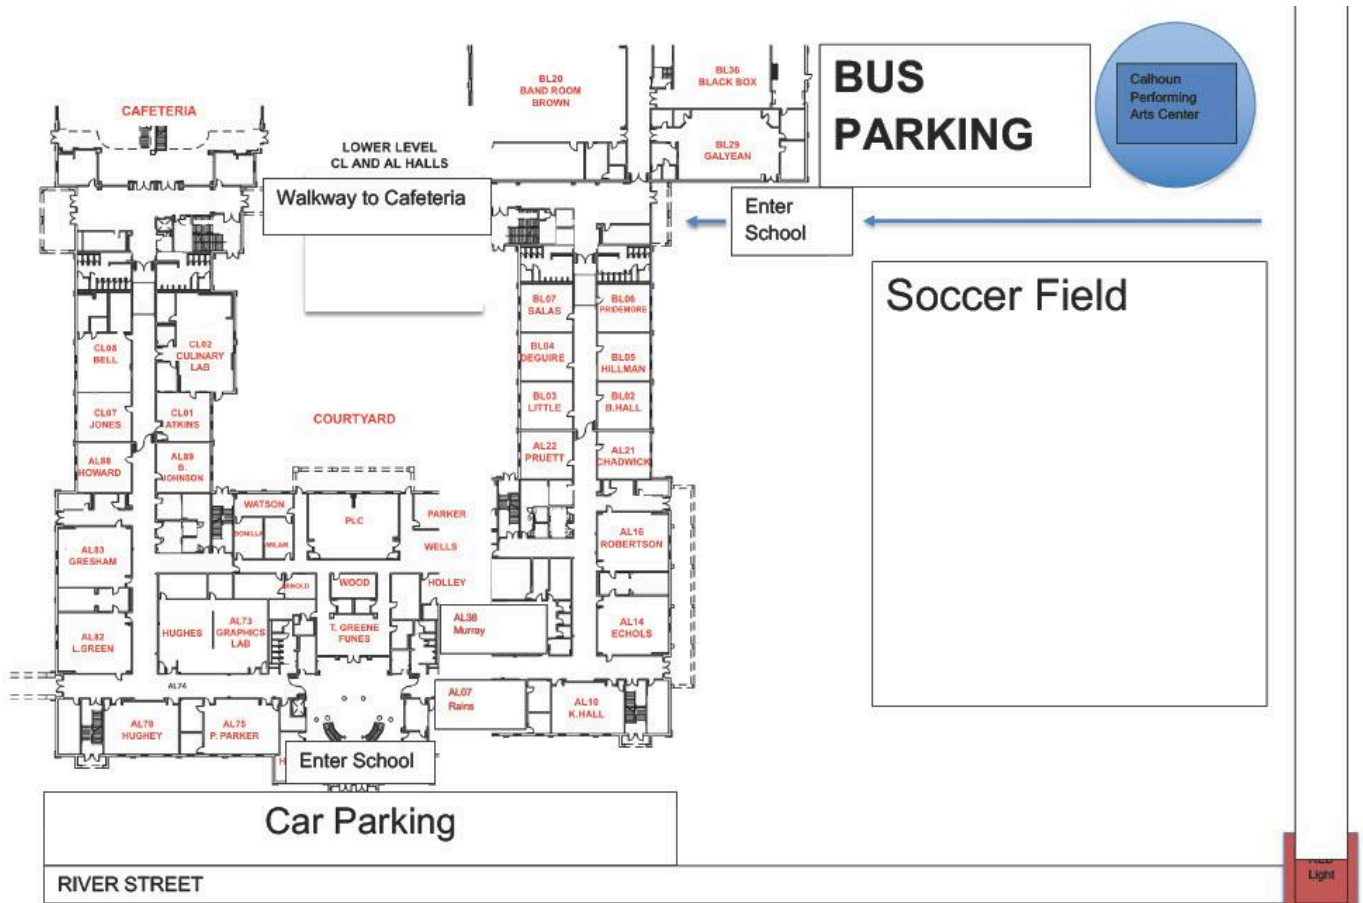 BL20
BAND ROOM
BROWN
BL36
BLACK BOX
BUS
PARKING
Calhoun
Performing
Arts Center
CAFETERIA
LOWER LEVEL
CL AND AL HALLS
BL29
GALYEAN
Walkway to Cafeteria
Enter
School
Soccer Field
BL07
SALAS
BL06
PRIDEMORE
CL08
BELL
CL02
CULINARY
LAB
BL04
DEGUIRE
BL05
HILLMAN
CL07
JONES
CL01
ATKINS
COURTYARD
BL03
LITTLE
BL02
B.HALL
AL88
HOWARD
AL89
B.
JOHNSON
AL22
PRUETT
AL21
CHADWICK
WATSON
PLC
PARKER
BONILLA
MILAM
WELLS
AL16
ROBERTSON
AL83
GRESHAM
WOOD
HOLLEY
AL82
L.GREEN
HUGHES
AL73
GRAPHICS
LAB
T. GREENE
FUNES
AL38
Murray
AL14
ECHOLS
AL74
AL07
Rains
AL10
K.HALL
AL78
HUGHEY
AL75
P. PARKER
H
Enter School
Car Parking
RIVER STREET
Light